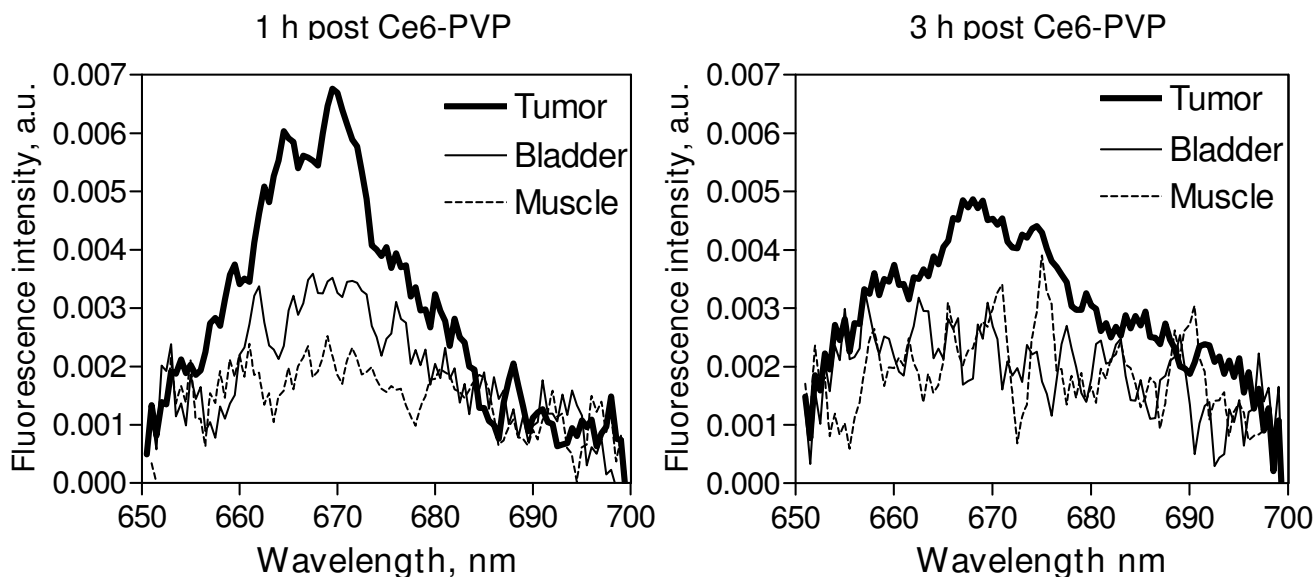 1 h post Ce6-PVP
Fluorescence intensity, a.u.
0.007
0.006
0.005
0.004
0.003
0.002
0.001
0.000
Tumor
Bladder
Muscle
650 660 670 680 690 700
Wavelength, nm
3 h post Ce6-PVP
Fluorescence intensity, a.u.
0.007
0.006
0.005
0.004
0.003
0.002
0.001
0.000
Tumor
Bladder
Muscle
650 660 670 680 690 700
Wavelength nm